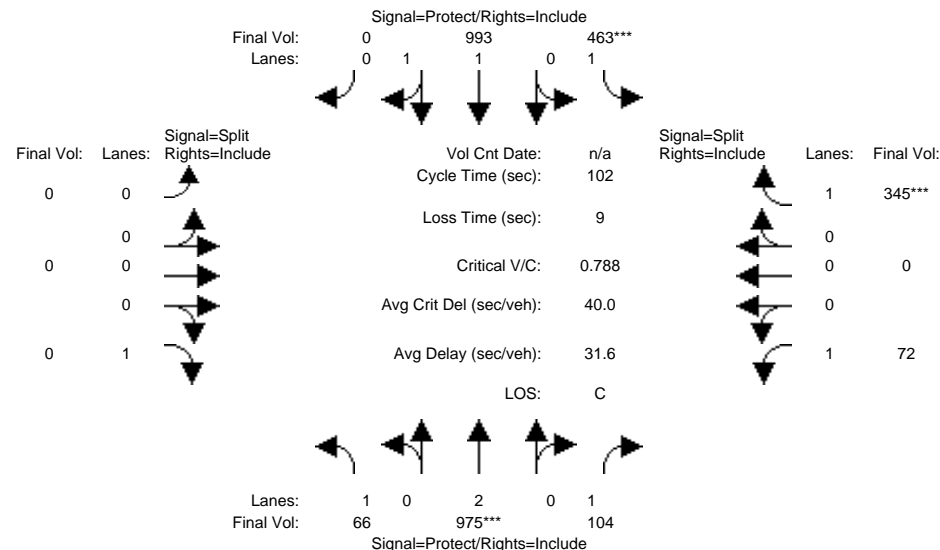 Signal=Protect/Rights=Include
Final Vol: 0 993 463***
Lanes: 0 1 1 0 1
Signal=Split
Final Vol: Lanes: Rights=Include
Vol Cnt Date: n/a
Signal=Split
Rights=Include Lanes: Final Vol:
Cycle Time (sec): 102
0 0
1 345***
Loss Time (sec): 9
0
0
0 0
Critical V/C: 0.788
0 0
0
Avg Crit Del (sec/veh): 40.0
0
0 1
Avg Delay (sec/veh): 31.6
1 72
LOS: C
Lanes: 1 0 2 0 1
Final Vol: 66 975*** 104
Signal=Protect/Rights=Include